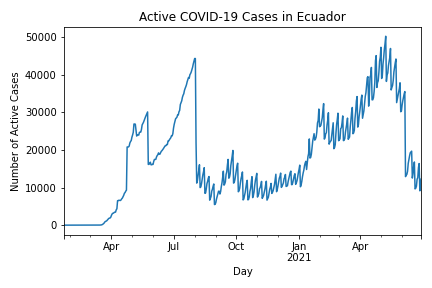 Active COVID-19 Cases in Ecuador
50000
40000
30000
20000
10000
0
Number of Active Cases
Apr
Jul
Oct
Jan
2021
Apr
Day